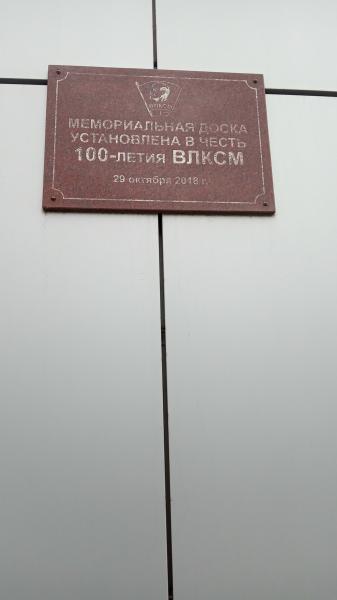 ВЛКСМ
МЕМОРИАЛЬНАЯ ДОСКА
УСТАНОВЛЕНА В ЧЕСТЬ
100-ЛЕТИЯ ВЛКСМ
29 октября 2018 г.